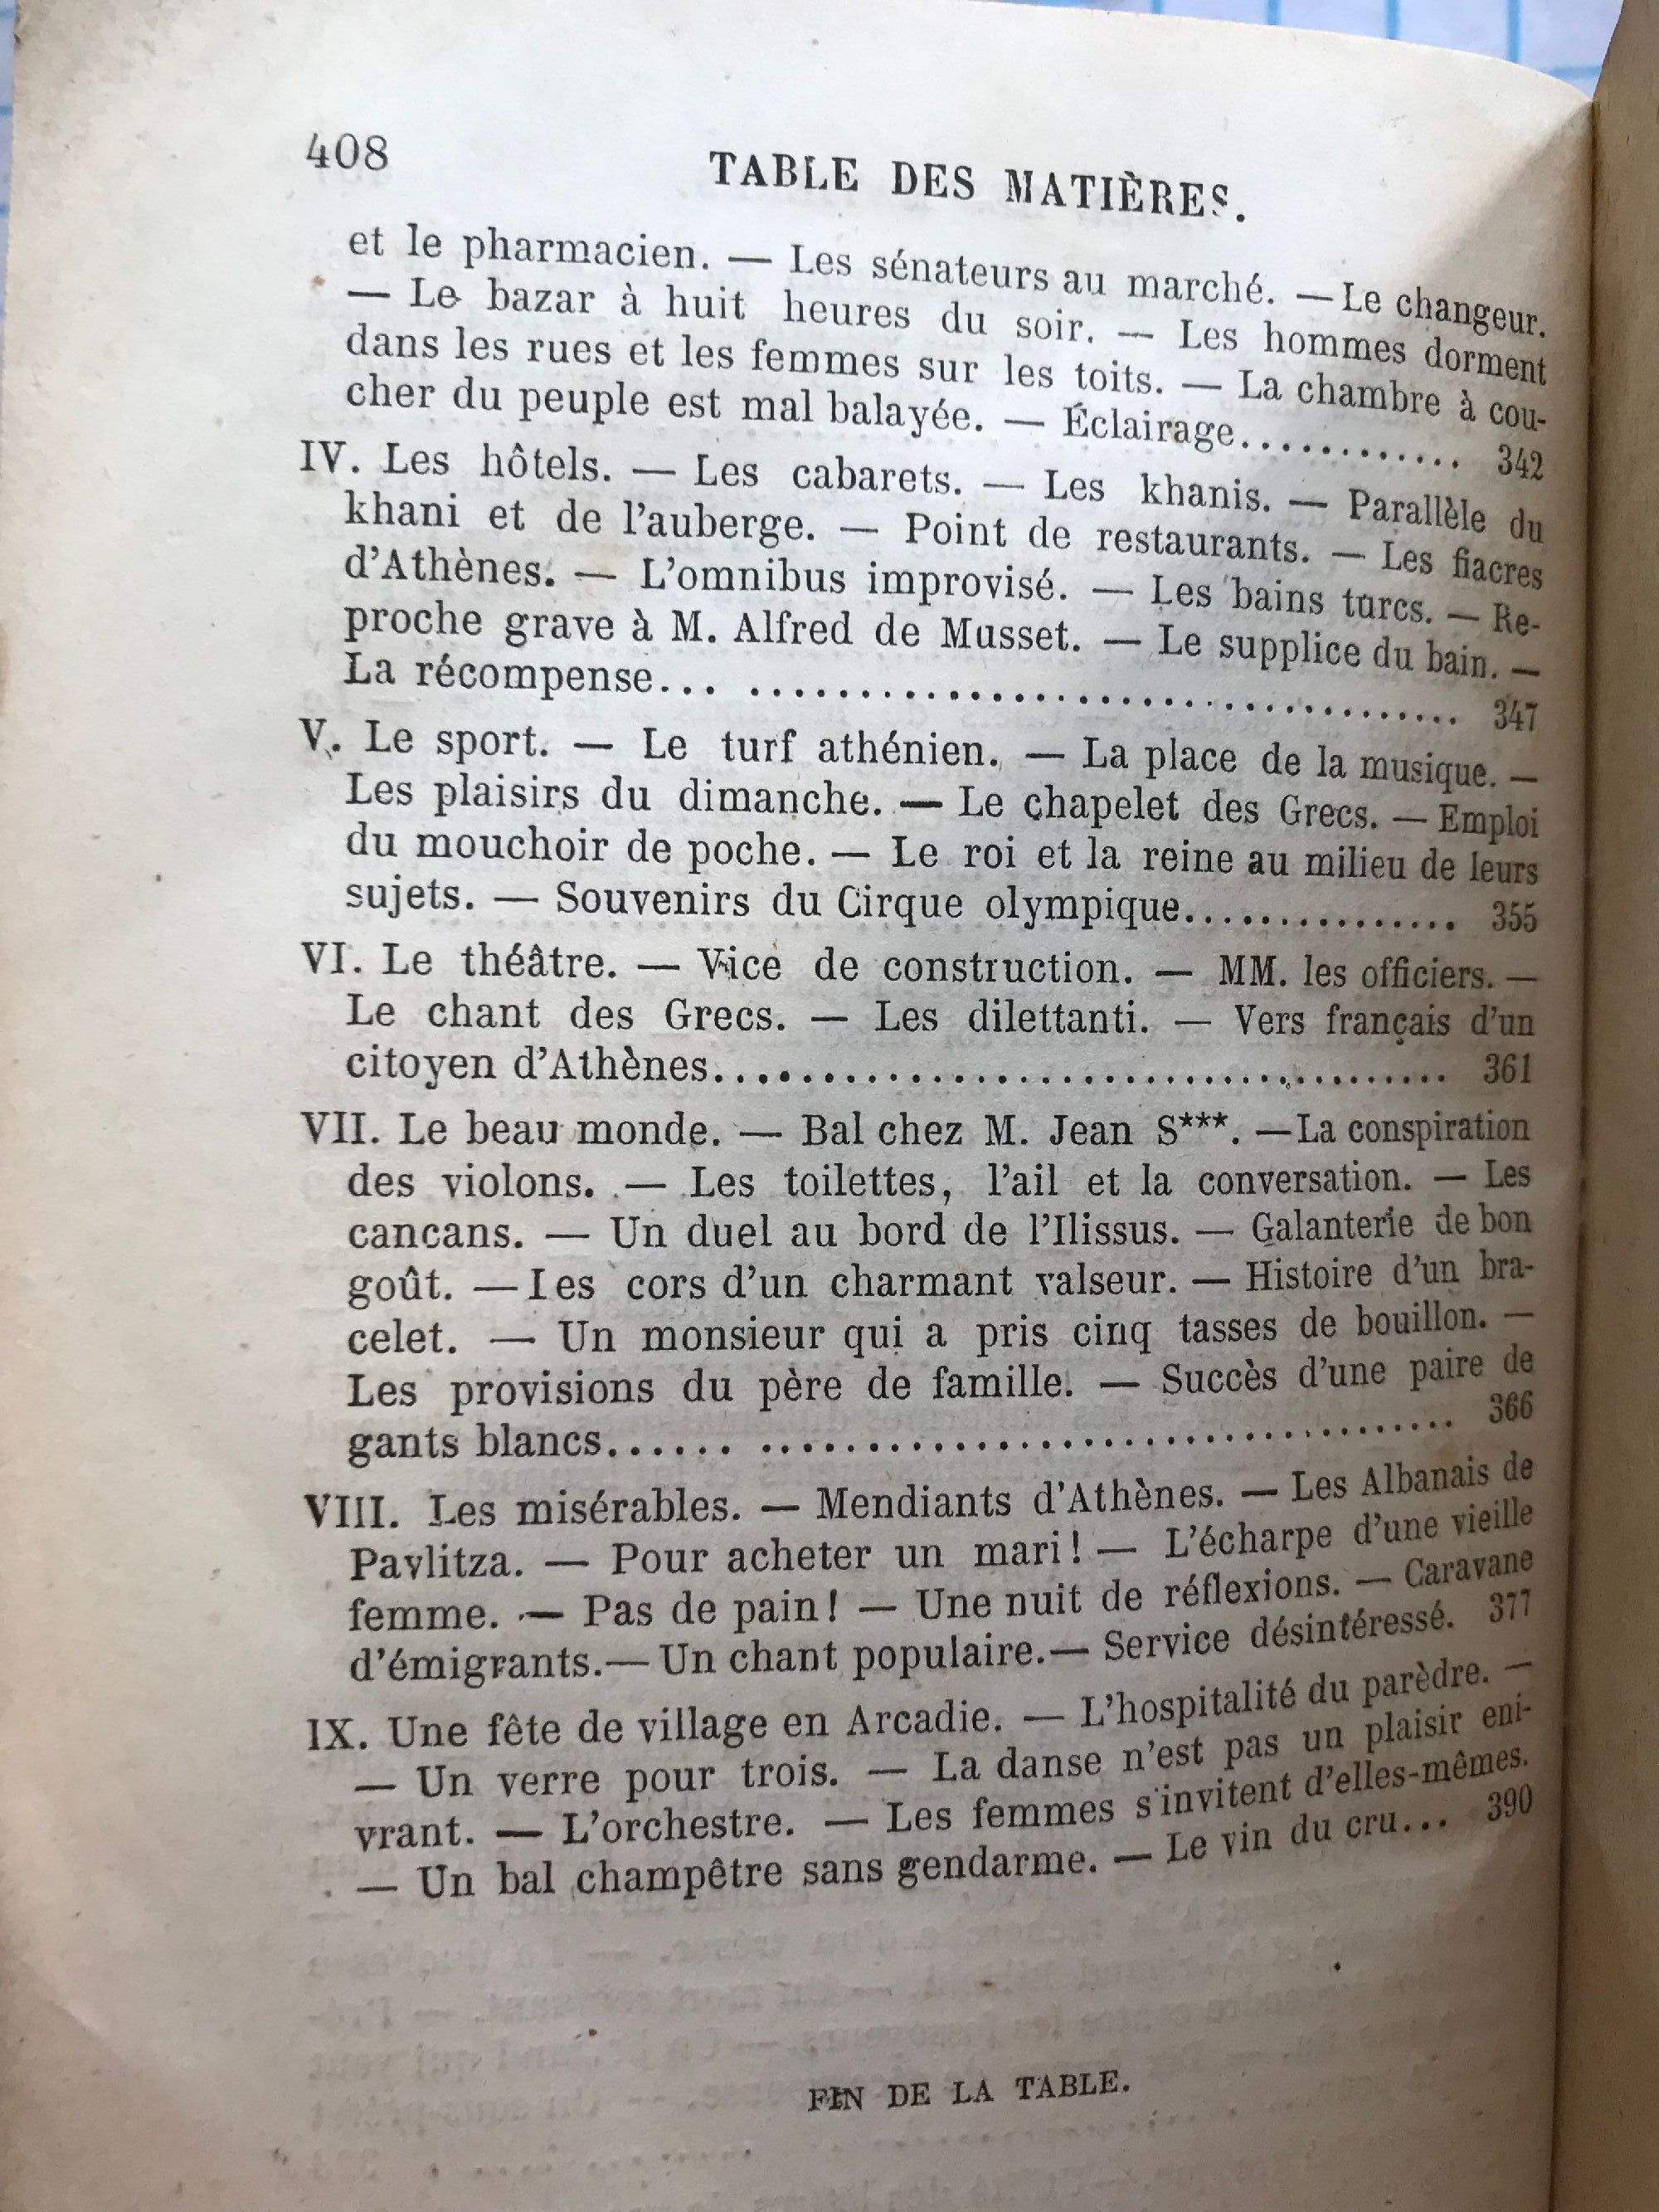 408
TABLE DES MATIÈRES.
et le pharmacien. — Les sénateurs au marché. — Le changeur.
— Le bazar à huit heures du soir. — Les hommes dorment
dans les rues et les femmes sur les toits. — La chambre à cou-
cher du peuple est mal balayée. — Éclairage............ 342
IV. Les hôtels. — Les cabarets. — Les khanis. — Parallèle du
khani et de l'auberge. — Point de restaurants. — Les fiacres
d'Athènes. — L'omnibus improvisé. — Les bains turcs. — Re-
proche grave à M. Alfred de Musset. — Le supplice du bain. —
La récompense... .................................... 347
V. Le sport. — Le turf athénien. — La place de la musique. —
Les plaisirs du dimanche. — Le chapelet des Grecs. — Emploi
du mouchoir de poche. — Le roi et la reine au milieu de leurs
sujets. — Souvenirs du Cirque olympique............... 355
VI. Le théâtre. — Vice de construction. — MM. les officiers. —
Le chant des Grecs. — Les dilettanti. — Vers français d'un
citoyen d'Athènes..................................... 361
VII. Le beau monde. — Bal chez M. Jean S***. — La conspiration
des violons. — Les toilettes, l'ail et la conversation. — Les
cancans. — Un duel au bord de l'Ilissus. — Galanterie de bon
goût. — Les cors d'un charmant valseur. — Histoire d'un bra-
celet. — Un monsieur qui a pris cinq tasses de bouillon. —
Les provisions du père de famille. — Succès d'une paire de
gants blancs...... .................................... 366
VIII. Les misérables. — Mendiants d'Athènes. — Les Albanais de
Pavlitza. — Pour acheter un mari! — L'écharpe d'une vieille
femme. — Pas de pain! — Une nuit de réflexions. — Caravane
d'émigrants. — Un chant populaire. — Service désintéressé. 377
IX. Une fête de village en Arcadie. — L'hospitalité du parèdre. —
— Un verre pour trois. — La danse n'est pas un plaisir eni-
vrant. — L'orchestre. — Les femmes s'invitent d'elles-mêmes.
— Un bal champêtre sans gendarme. — Le vin du cru... 390
FIN DE LA TABLE.